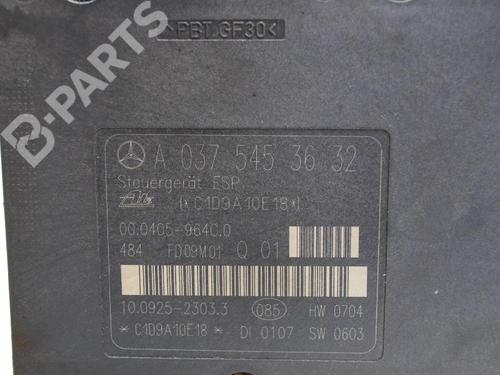 >PBT GF30<
B-PARTS
A 037 545 36 32
Steuergerät ESP
Ate (*C1D9A10E18*)
00.0405-964C.0
484 FD09M01 Q 01
10.0925-2303.3 085 HW 0704
*C1D9A10E18* DI 0107 SW 0603